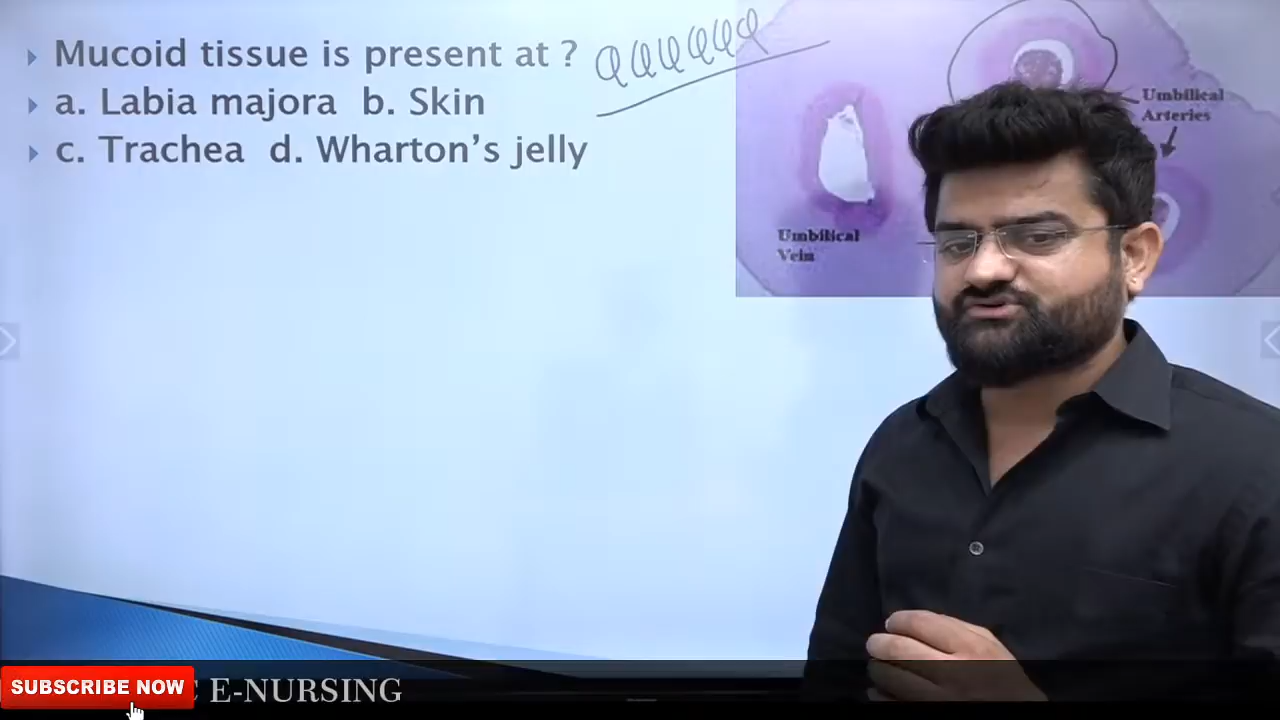 Mucoid tissue is present at ?
a. Labia majora b. Skin
c. Trachea d. Wharton's jelly
Umbilical
Arteries
Umbilical
Vein
SUBSCRIBE NOW
C E-NURSING